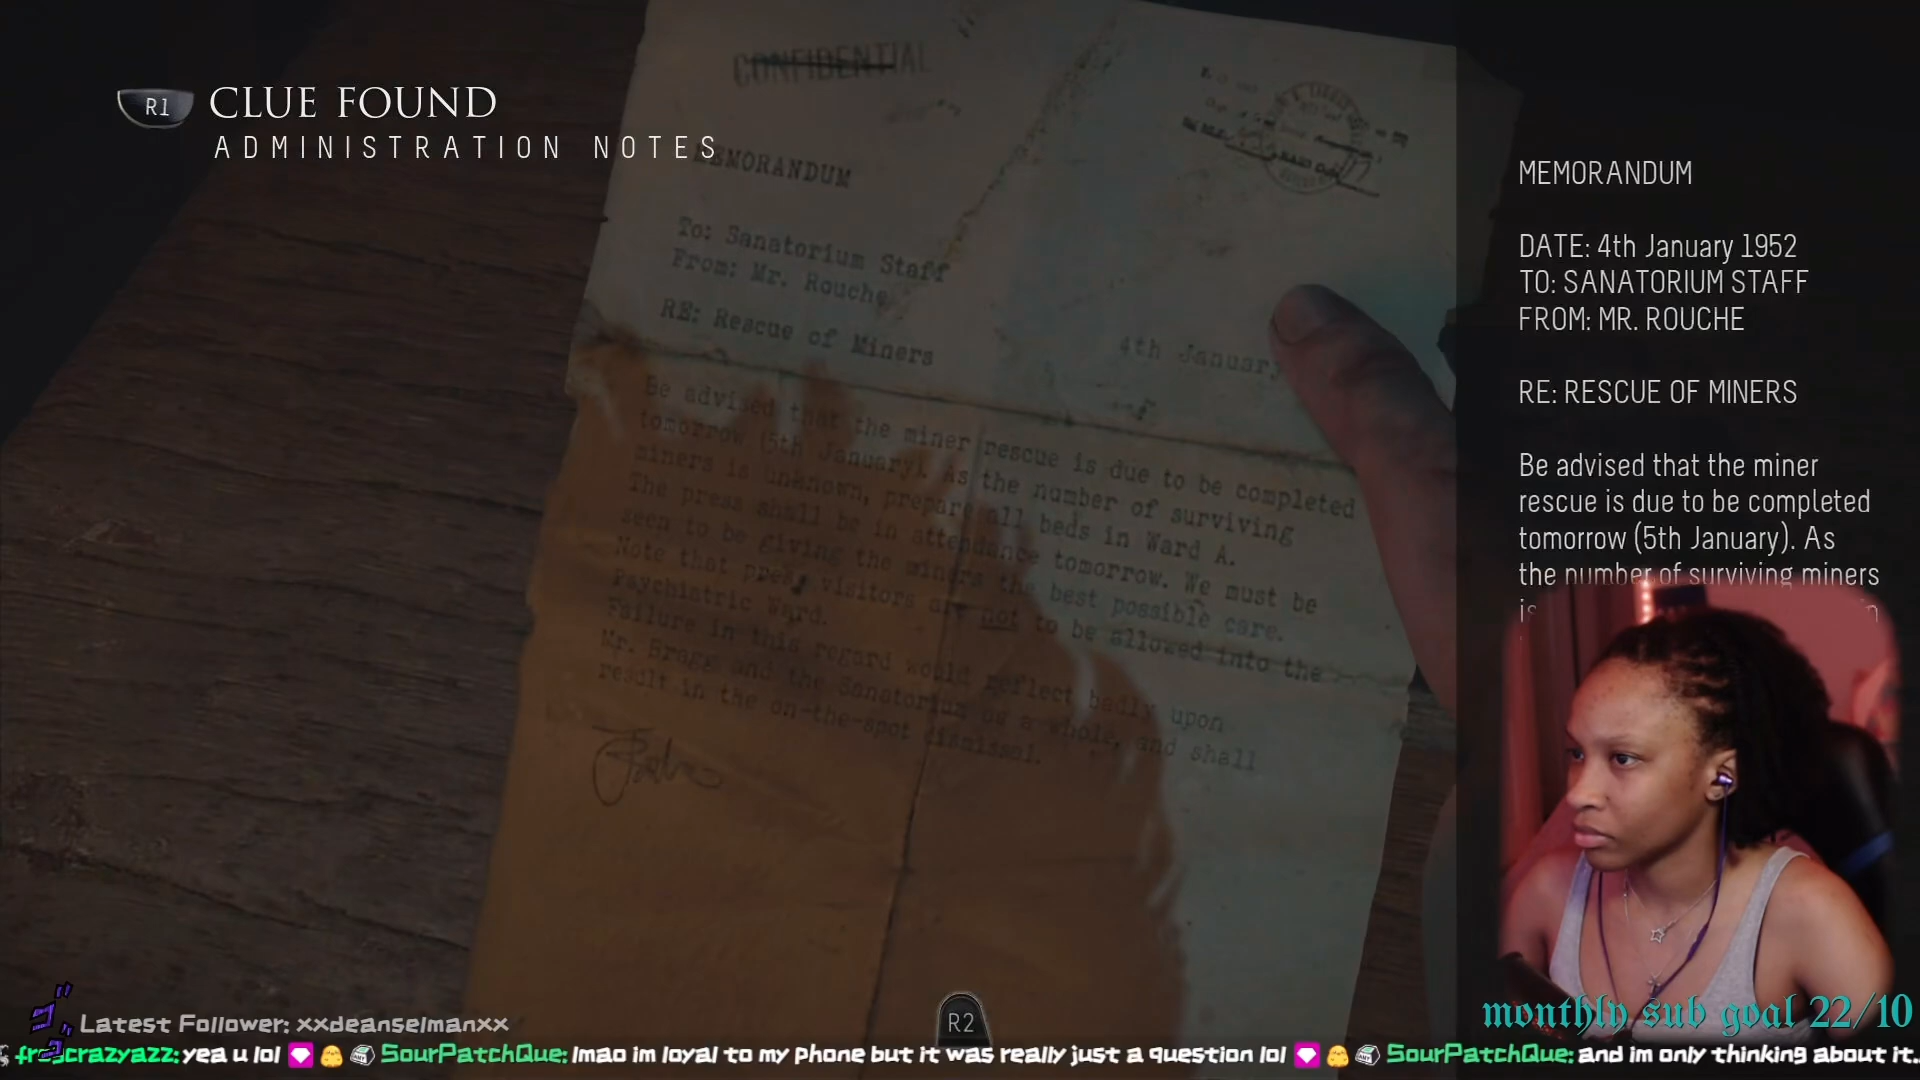 R1 CLUE FOUND
ADMINISTRATION NOTES
CONFIDENTIAL
MEMORANDUM
To: Sanatorium Staff
From: Mr. Rouche
4th January
RE: Rescue of Miners
Be advised that the miner rescue is due to be completed
tomorrow (5th January). As the number of surviving
miners is unknown, prepare all beds in Ward A.
The press shall be in attendance tomorrow. We must be
seen to be giving the miners the best possible care.
Note that press visitors are not to be allowed into the
Psychiatric Ward.
Failure in this regard would reflect badly upon
Mr. Bragg and the Sanatorium as a whole, and shall
result in the on-the-spot dismissal.
MEMORANDUM
DATE: 4th January 1952
TO: SANATORIUM STAFF
FROM: MR. ROUCHE
RE: RESCUE OF MINERS
Be advised that the miner
rescue is due to be completed
tomorrow (5th January). As
the number of surviving miners
R2
Latest Follower: xxdeanselmanxx
monthly sub goal 22/10
crazyazz: yea u lol SourPatchQue: lmao im loyal to my phone but it was really just a question lol SourPatchQue: and im only thinking about it..